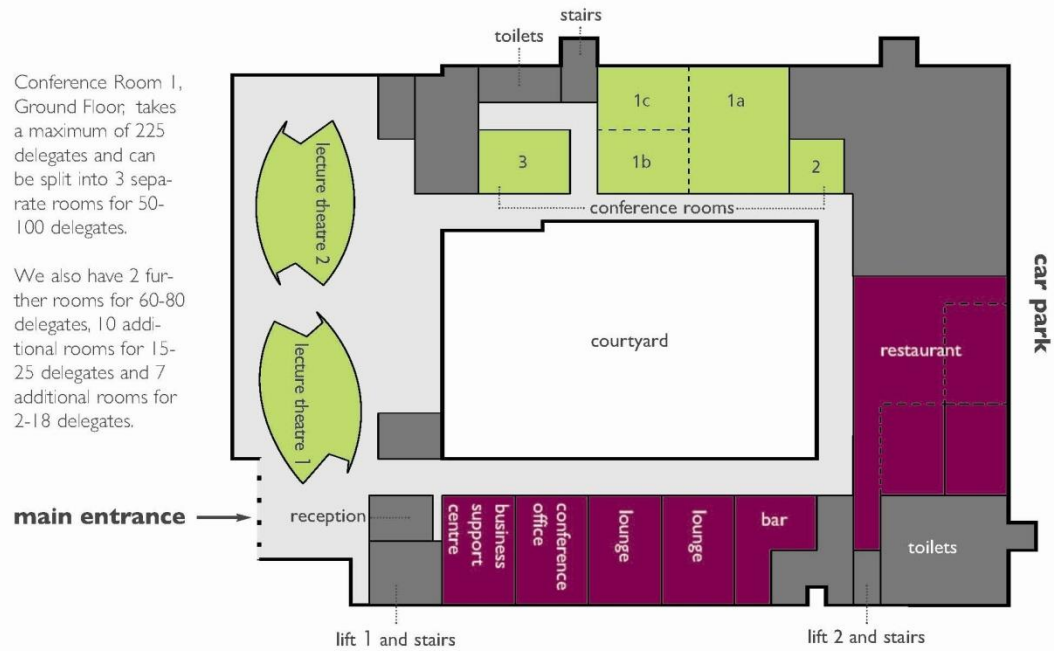 stairs
toilets
Conference Room 1,
Ground Floor, takes
a maximum of 225
delegates and can
be split into 3 sepa-
rate rooms for 50-
100 delegates.
We also have 2 fur-
ther rooms for 60-80
delegates, 10 addi-
tional rooms for 15-
25 delegates and 7
additional rooms for
2-18 delegates.
lecture theatre 2
lecture theatre 1
1c
1a
1b
3
2
conference rooms
courtyard
restaurant
car park
main entrance
reception
business
support
centre
conference
office
lounge
lounge
bar
toilets
lift 1 and stairs
lift 2 and stairs